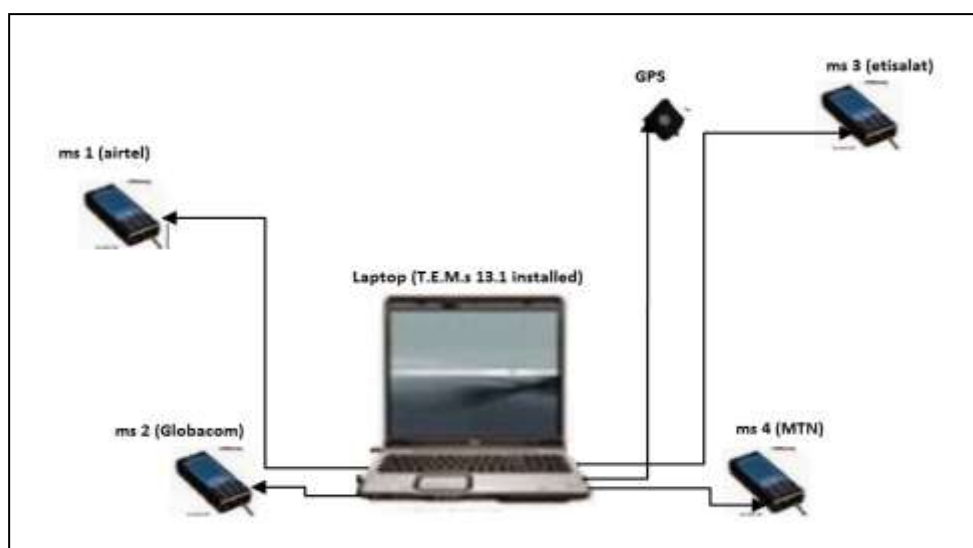 ms 3 (etisalat)
GPS
ms 1 (airtel)
Laptop (T.E.M.s 13.1 installed)
ms 2 (Globacom)
ms 4 (MTN)